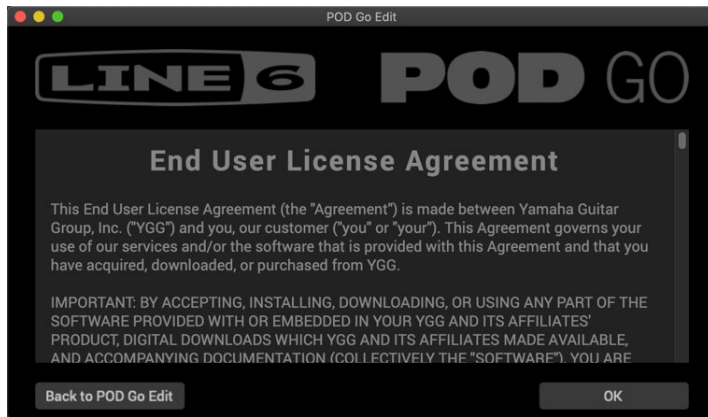 POD Go Edit
LINE 6 POD GO
End User License Agreement
This End User License Agreement (the "Agreement") is made between Yamaha Guitar
Group, Inc. ("YGG") and you, our customer ("you" or "your"). This Agreement governs your
use of our services and/or the software that is provided with this Agreement and that you
have acquired, downloaded, or purchased from YGG.
IMPORTANT: BY ACCEPTING, INSTALLING, DOWNLOADING, OR USING ANY PART OF THE
SOFTWARE PROVIDED WITH OR EMBEDDED IN YOUR YGG AND ITS AFFILIATES'
PRODUCT, DIGITAL DOWNLOADS WHICH YGG AND ITS AFFILIATES MADE AVAILABLE,
AND ACCOMPANYING DOCUMENTATION (COLLECTIVELY THE "SOFTWARE"), YOU ARE
Back to POD Go Edit
OK